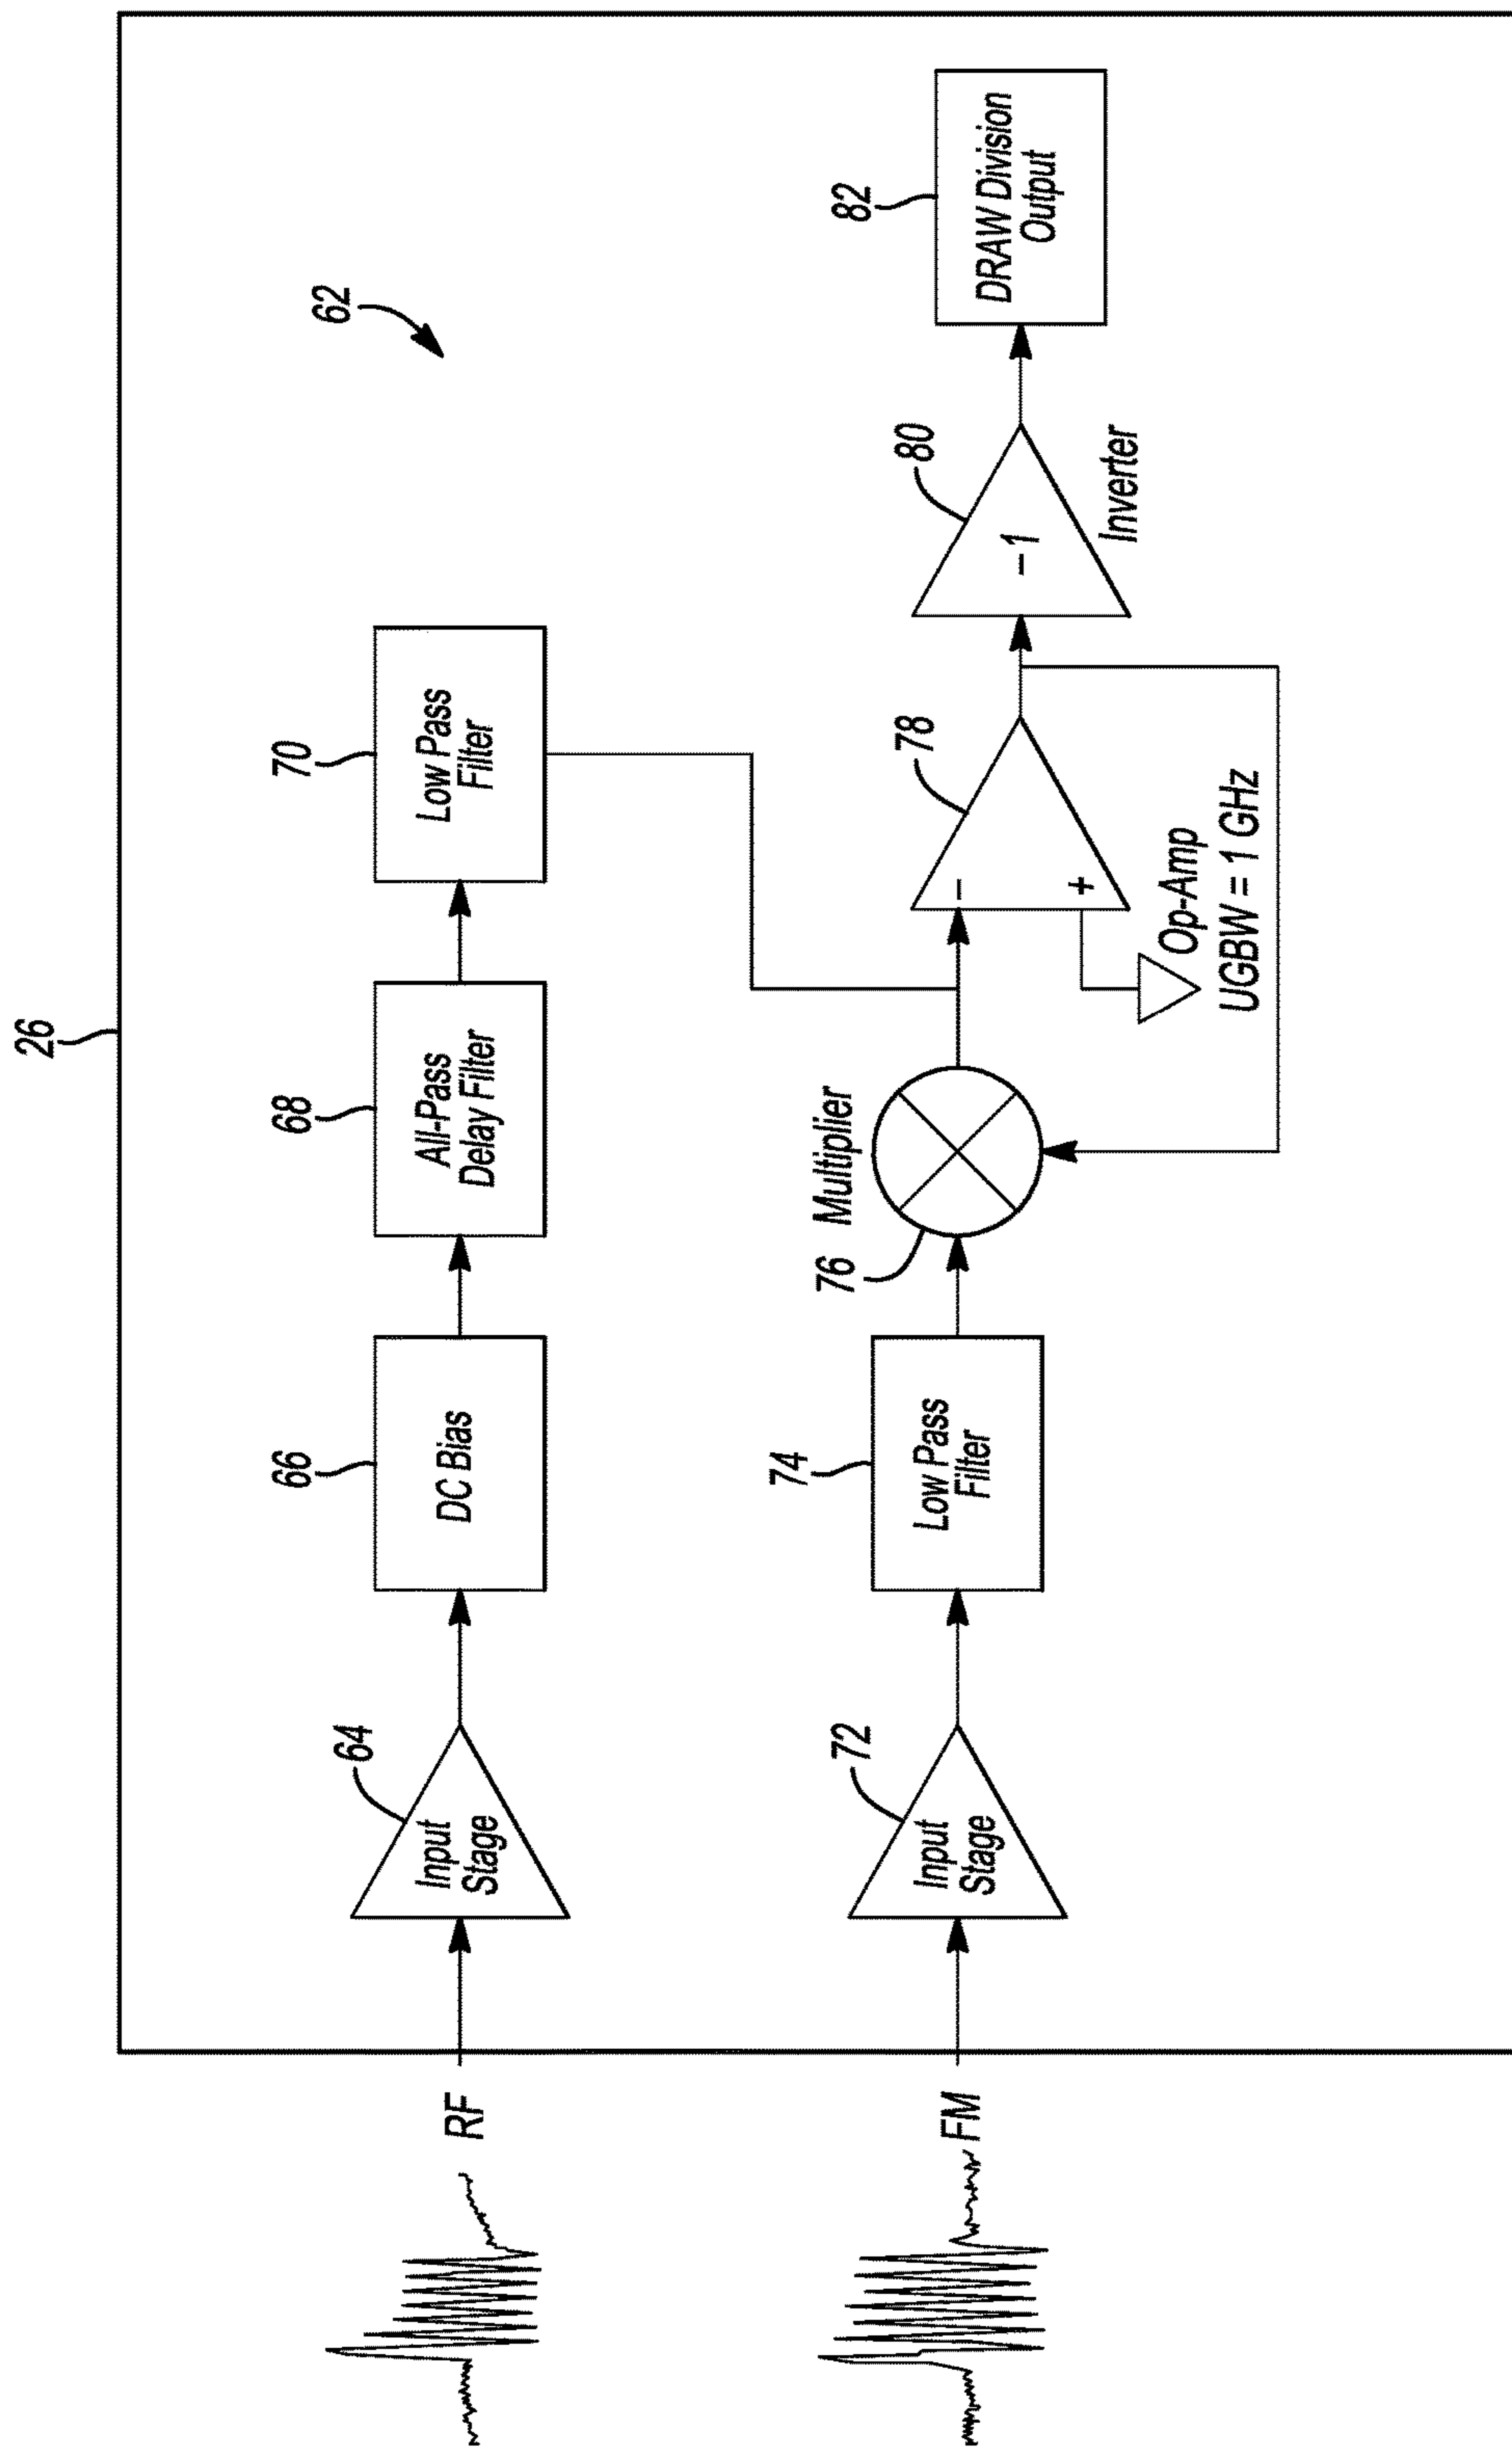 26
62
RF
64
Input
Stage
66
DC Bias
68
All-Pass
Delay Filter
70
Low Pass
Filter
FM
72
Input
Stage
74
Low Pass
Filter
76
Multiplier
78
−
+
Op-Amp
UGBW = 1 GHz
80
−1
Inverter
82
DRAW Division
Output